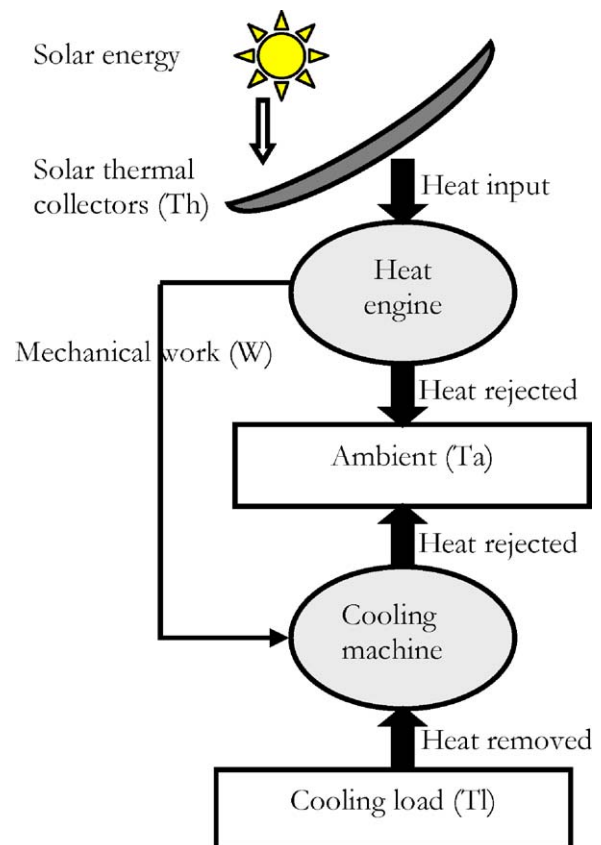 Solar energy
Solar thermal
collectors (Th)
Heat input
Heat
engine
Mechanical work (W)
Heat rejected
Ambient (Ta)
Heat rejected
Cooling
machine
Heat removed
Cooling load (Tl)